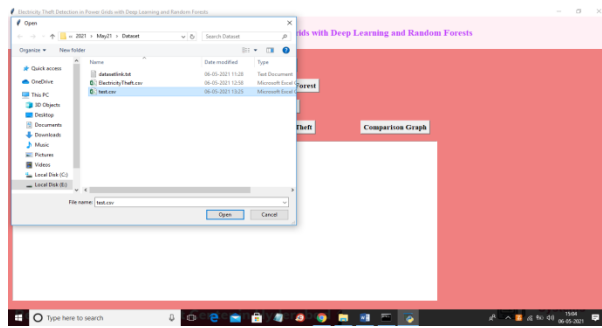 Electricity Theft Detection in Power Grids with Deep Learning and Random Forests
Open
2021 > May21 > Dataset
Search Dataset
Organize
New folder
Name
Date modified
Type
Quick access
OneDrive
This PC
3D Objects
Desktop
Documents
Downloads
Music
Pictures
Videos
Local Disk (C:)
Local Disk (E:)
datasetlink.txt
06-05-2021 11:28
Text Document
ElectricityTheft.csv
06-05-2021 12:56
Microsoft Excel
test.csv
06-05-2021 13:25
Microsoft Excel
File name:
test.csv
Open
Cancel
rids with Deep Learning and Random Forests
Forest
Theft
Comparison Graph
Type here to search
15:04
06-05-2021